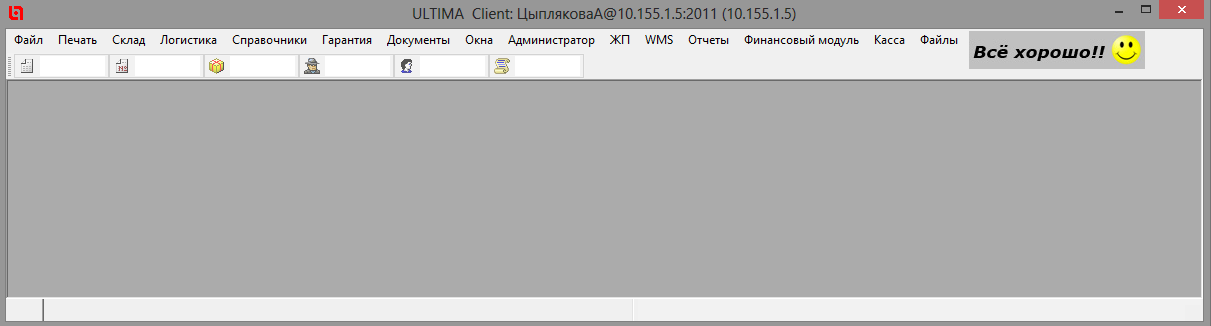 ULTIMA Client: ЦыпляковаА@10.155.1.5:2011 (10.155.1.5)
Файл Печать Склад Логистика Справочники Гарантия Документы Окна Администратор ЖП WMS Отчеты Финансовый модуль Касса Файлы
Всё хорошо!!
NS